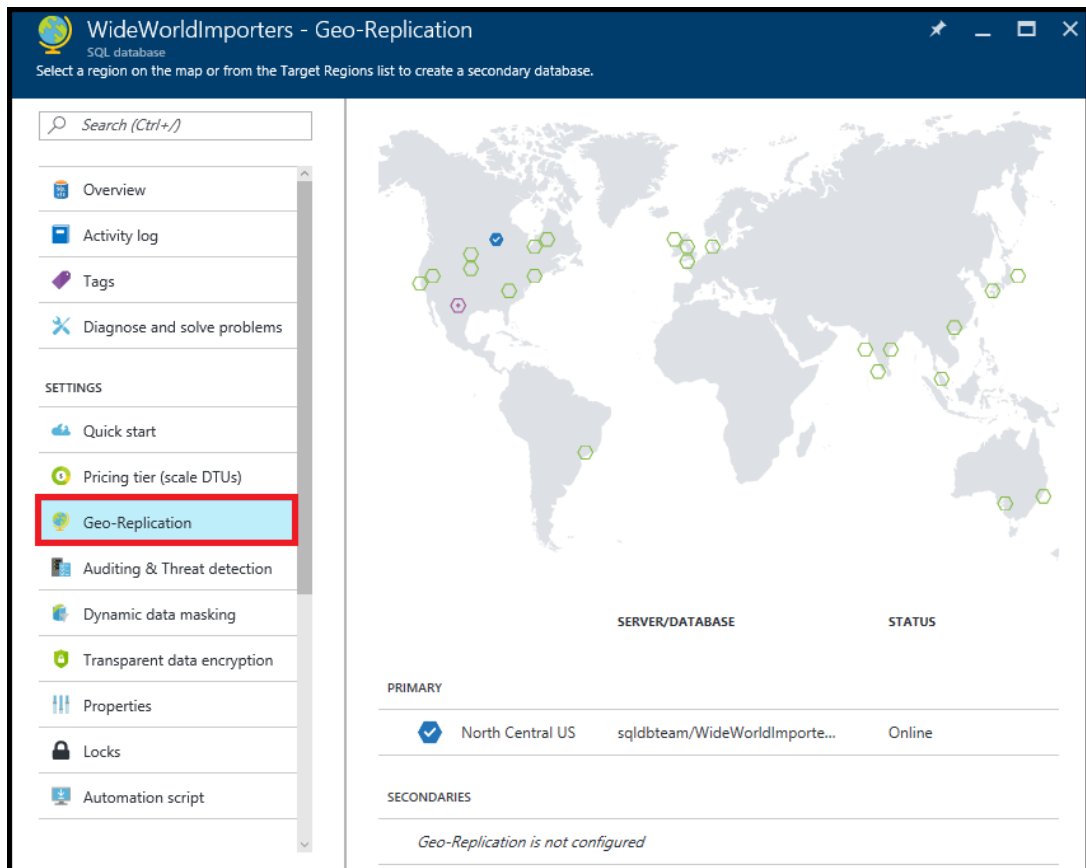 WideWorldImporters - Geo-Replication
SQL database
Select a region on the map or from the Target Regions list to create a secondary database.
Search (Ctrl+/)
Overview
Activity log
Tags
Diagnose and solve problems
SETTINGS
Quick start
Pricing tier (scale DTUs)
Geo-Replication
Auditing & Threat detection
Dynamic data masking
Transparent data encryption
Properties
Locks
Automation script
SERVER/DATABASE STATUS
PRIMARY
North Central US sqldbteam/WideWorldImporte... Online
SECONDARIES
Geo-Replication is not configured